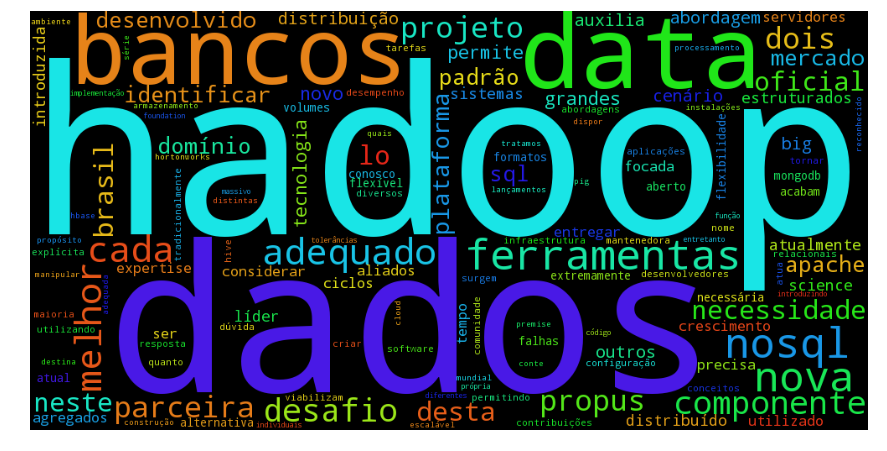 ambiente
desenvolvido
distribuição
auxilia
abordagem
servidores
bancos
data
projeto
dois
permite
mercado
padrão
oficial
introduzida
série
tarefas
processamento
identificar
novo
desempenho
sistemas
grandes
cenário
estruturados
implementação
armazenamento
foundation
volumes
abordagens
dispor
instalações
hadoop
domínio
hortonworks
tecnologia
quais
lo
conosco
flexível
diversos
plataforma
tratamos
formatos
sql
lançamentos
pig
aplicações
focada
aberto
flexibilidade
tornar
big
mongodb
acabam
reconhecido
brasil
tradicionalmente
massivo
distintas
hbase
função
nome
entregar
propósito
explícita
cada
hive
tolerâncias
adequado
infraestrutura
mantenedora
entretanto
ferramentas
relacionais
atualmente
atua
manipular
melhor
expertise
considerar
aliados
ciclos
surgem
extremamente
desenvolvedores
apache
science
adequada
dados
necessária
introduzindo
necessidade
maioria
utilizando
líder
criar
cloud
tempo
comunidade
premise
código
outros
configuração
crescimento
ser
resposta
dúvida
software
falhas
precisa
nosql
atual
quanto
conte
conceitos
destina
mundial
própria
nova
neste
parceira
viabilizam
desafio
desta
diferentes
permitindo
propus
componente
agregados
construção
alternativa
individuais
escalável
contribuições
distribuído
utilizado